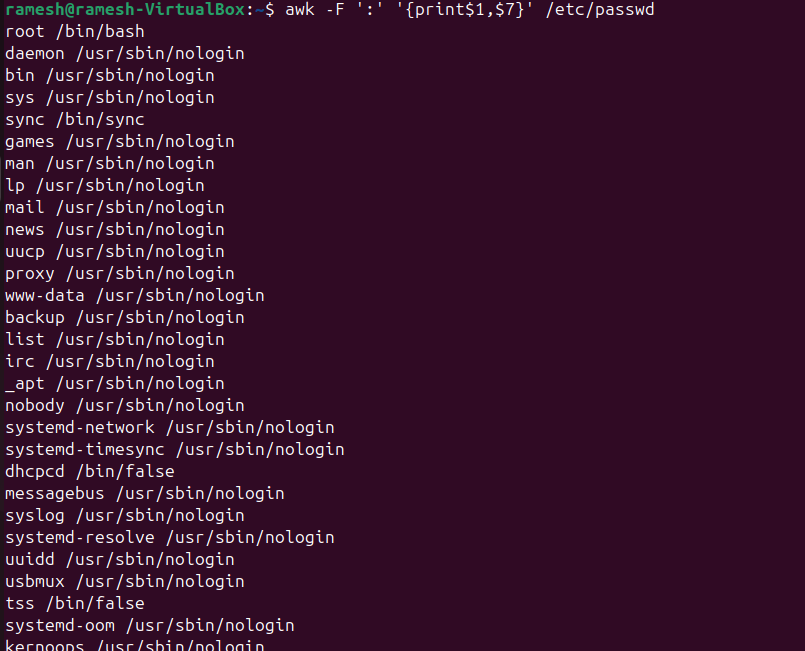 ramesh@ramesh-VirtualBox:~$ awk -F ':' '{print$1,$7}' /etc/passwd
root /bin/bash
daemon /usr/sbin/nologin
bin /usr/sbin/nologin
sys /usr/sbin/nologin
sync /bin/sync
games /usr/sbin/nologin
man /usr/sbin/nologin
lp /usr/sbin/nologin
mail /usr/sbin/nologin
news /usr/sbin/nologin
uucp /usr/sbin/nologin
proxy /usr/sbin/nologin
www-data /usr/sbin/nologin
backup /usr/sbin/nologin
list /usr/sbin/nologin
irc /usr/sbin/nologin
_apt /usr/sbin/nologin
nobody /usr/sbin/nologin
systemd-network /usr/sbin/nologin
systemd-timesync /usr/sbin/nologin
dhcpcd /bin/false
messagebus /usr/sbin/nologin
syslog /usr/sbin/nologin
systemd-resolve /usr/sbin/nologin
uuidd /usr/sbin/nologin
usbmux /usr/sbin/nologin
tss /bin/false
systemd-oom /usr/sbin/nologin
kernoops /usr/sbin/nologin